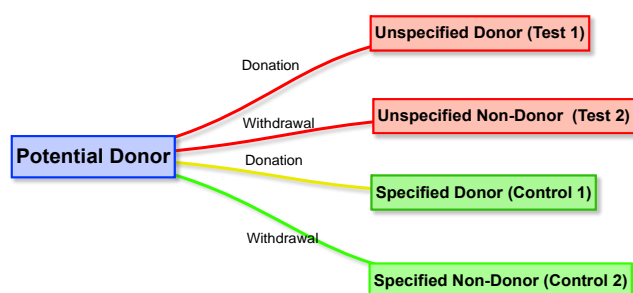 Unspecified Donor (Test 1)
Donation
Withdrawal
Unspecified Non-Donor (Test 2)
Potential Donor
Donation
Specified Donor (Control 1)
Withdrawal
Specified Non-Donor (Control 2)